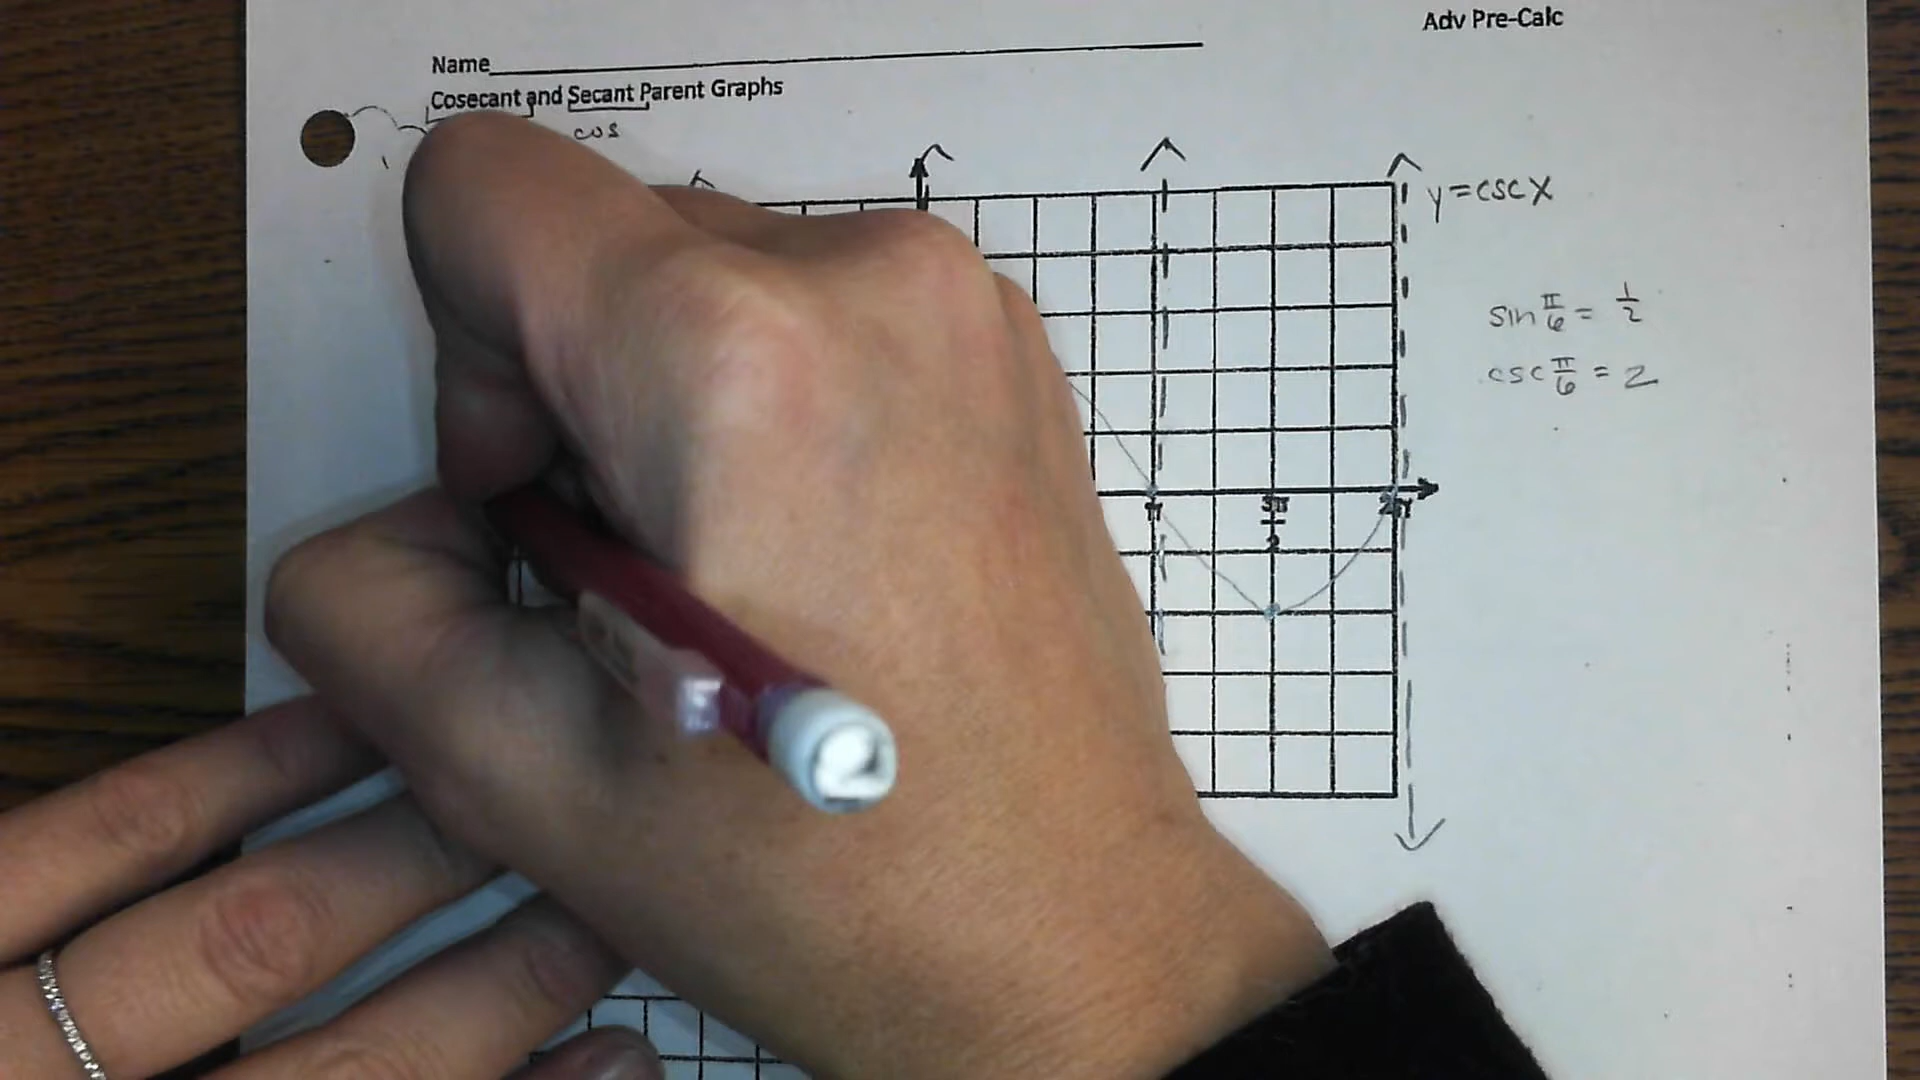 Adv Pre-Calc
Name
Cosecant and Secant Parent Graphs
cos
y=cscx
sin π/6 = 1/2
csc π/6 = 2
π
3π/2
2π